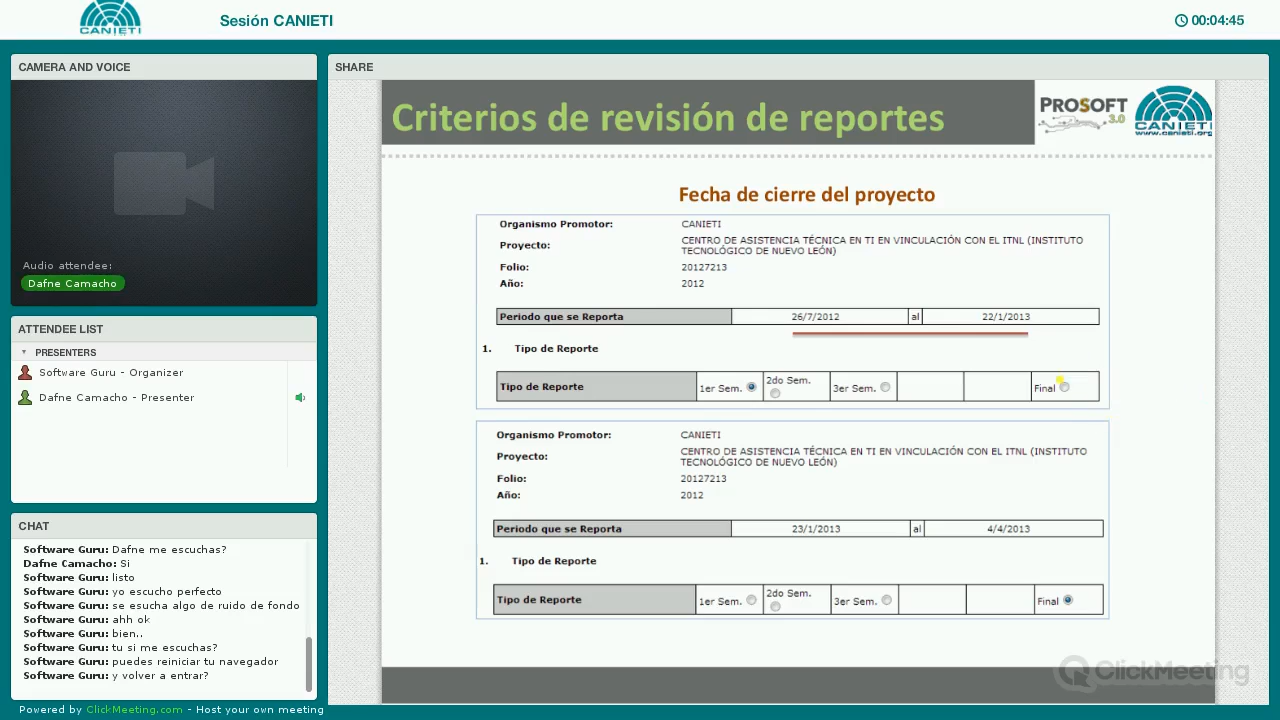 CANIETI
Sesión CANIETI
00:04:45
CAMERA AND VOICE
Audio attendee:
Dafne Camacho
ATTENDEE LIST
PRESENTERS
Software Guru - Organizer
Dafne Camacho - Presenter
CHAT
Software Guru: Dafne me escuchas?
Dafne Camacho: Si
Software Guru: listo
Software Guru: yo escucho perfecto
Software Guru: se esucha algo de ruido de fondo
Software Guru: ahh ok
Software Guru: bien..
Software Guru: tu si me escuchas?
Software Guru: puedes reiniciar tu navegador
Software Guru: y volver a entrar?
Powered by ClickMeeting.com - Host your own meeting
SHARE
Criterios de revisión de reportes
PROSOFT 3.0
CANIETI
www.canieti.org
Fecha de cierre del proyecto
Organismo Promotor: CANIETI
Proyecto: CENTRO DE ASISTENCIA TÉCNICA EN TI EN VINCULACIÓN CON EL ITNL (INSTITUTO
TECNOLÓGICO DE NUEVO LEÓN)
Folio: 20127213
Año: 2012
Periodo que se Reporta 26/7/2012 al 22/1/2013
1. Tipo de Reporte
Tipo de Reporte 1er Sem. 2do Sem. 3er Sem. Final
Organismo Promotor: CANIETI
Proyecto: CENTRO DE ASISTENCIA TÉCNICA EN TI EN VINCULACIÓN CON EL ITNL (INSTITUTO
TECNOLÓGICO DE NUEVO LEÓN)
Folio: 20127213
Año: 2012
Periodo que se Reporta 23/1/2013 al 4/4/2013
1. Tipo de Reporte
Tipo de Reporte 1er Sem. 2do Sem. 3er Sem. Final
ClickMeeting